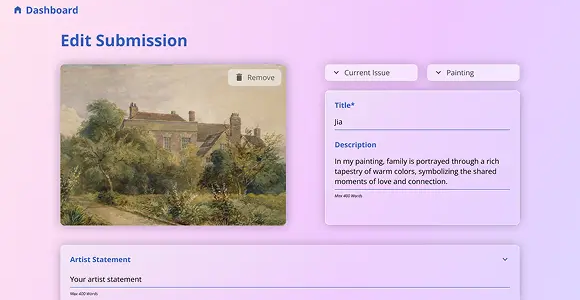 Dashboard
Edit Submission
Remove
Current Issue
Painting
Title*
Jia
Description
In my painting, family is portrayed through a rich
tapestry of warm colors, symbolizing the shared
moments of love and connection.
Max 400 Words
Artist Statement
Your artist statement
Max 400 Words